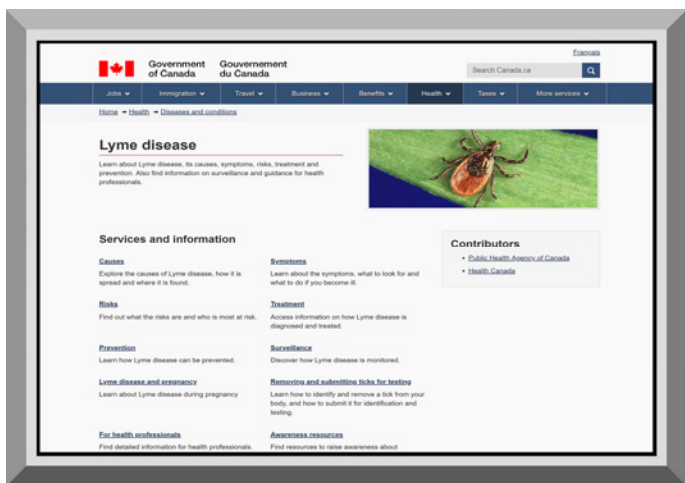 Français
Government of Canada
Gouvernement du Canada
Search Canada.ca
Jobs Immigration Travel Business Benefits Health Taxes More services
Home → Health → Diseases and conditions
Lyme disease
Learn about Lyme disease, its causes, symptoms, risks, treatment and
prevention. Also find information on surveillance and guidance for health
professionals.
Services and information
Causes
Explore the causes of Lyme disease, how it is
spread and where it is found.
Symptoms
Learn about the symptoms, what to look for and
what to do if you become ill.
Risks
Find out what the risks are and who is most at risk.
Treatment
Access information on how Lyme disease is
diagnosed and treated.
Prevention
Learn how Lyme disease can be prevented.
Surveillance
Discover how Lyme disease is monitored.
Lyme disease and pregnancy
Learn about Lyme disease during pregnancy
Removing and submitting ticks for testing
Learn how to identify and remove a tick from your
body, and how to submit it for identification and
testing.
For health professionals
Find detailed information for health professionals.
Awareness resources
Find resources to raise awareness about
Contributors
• Public Health Agency of Canada
• Health Canada